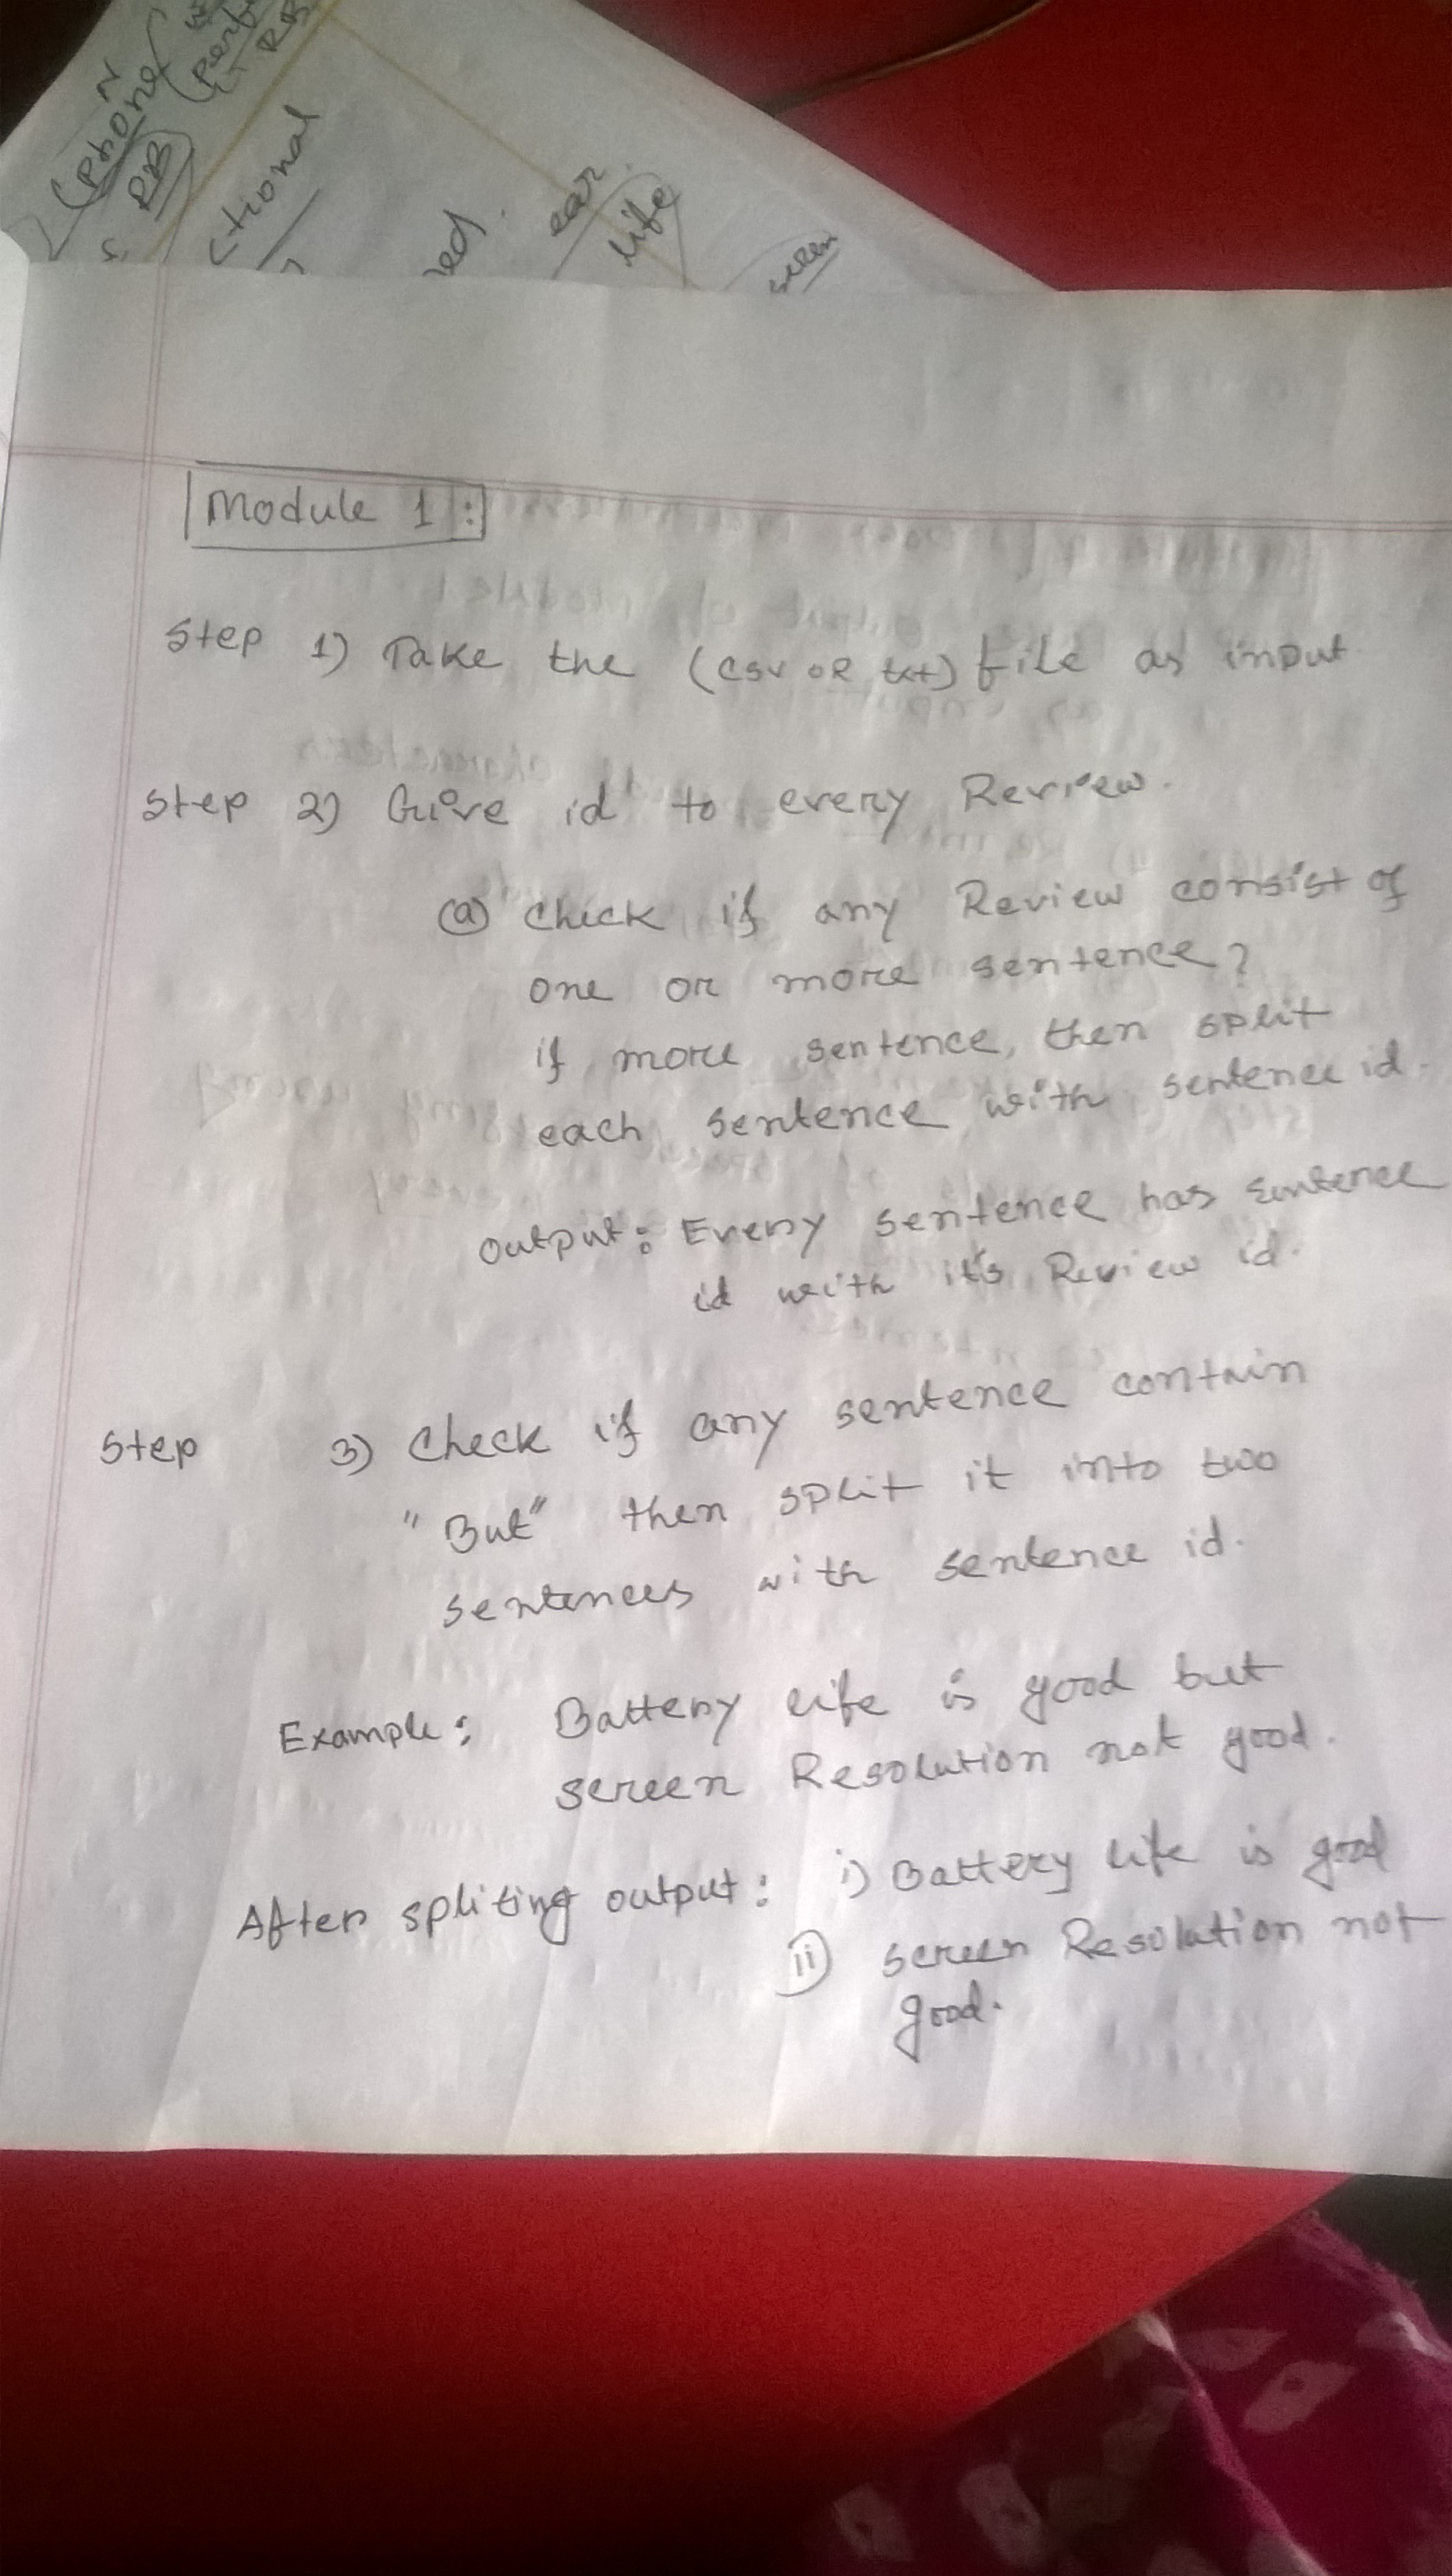 (phone
N
RB
RB
ctional
ear
life
Module 1:
Step 1) Take the (csv OR txt) file as input.
Step 2) Give id to every Review.
(a) Check if any Review consist of
one or more sentence?
if more sentence, then split
each sentence with sentence id.
output: Every sentence has sentence
id with it's Review id.
Step 3) Check if any sentence contain
"But" then split it into two
sentences with sentence id.
Example: Battery life is good but
screen Resolution not good.
After spliting output: i) Battery life is good
ii) screen Resolution not
good.